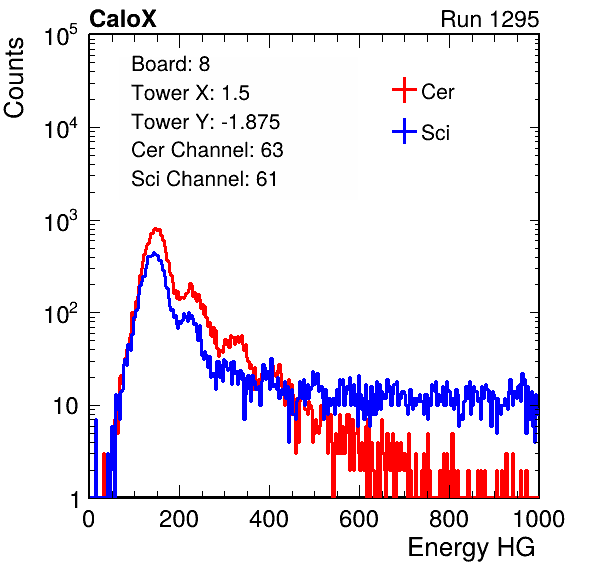 CaloX Run 1295
10^5
Counts
Board: 8
Tower X: 1.5
Tower Y: -1.875
Cer Channel: 63
Sci Channel: 61
Cer
Sci
10^4
10^3
10^2
10
1
0 200 400 600 800 1000
Energy HG